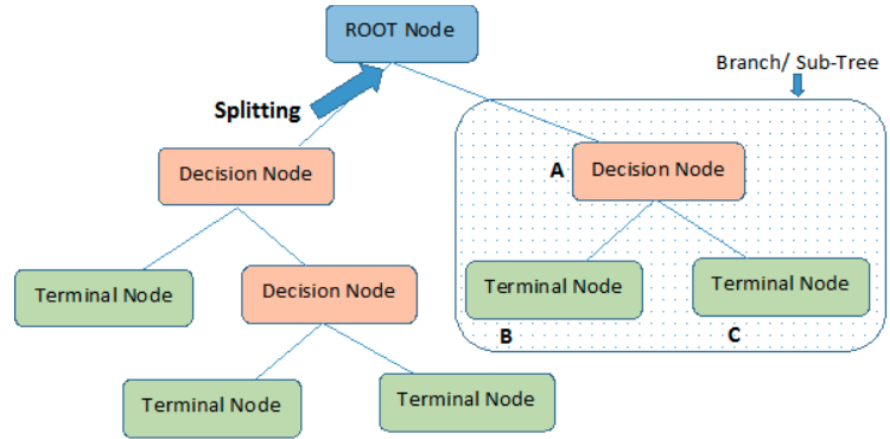 ROOT Node
Branch/ Sub-Tree
Splitting
Decision Node
A
Decision Node
Terminal Node
Decision Node
Terminal Node
Terminal Node
B
C
Terminal Node
Terminal Node